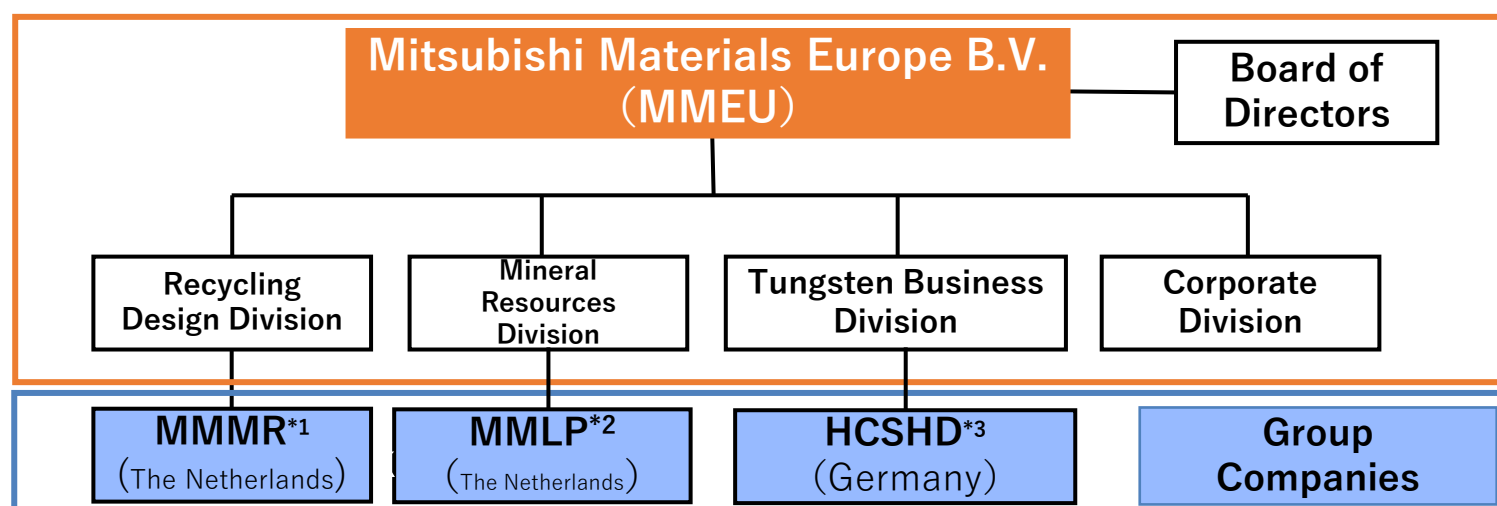 Mitsubishi Materials Europe B.V.
（MMEU）
Board of
Directors
Recycling
Design Division
Mineral
Resources
Division
Tungsten Business
Division
Corporate
Division
MMMR*1
（The Netherlands）
MMLP*2
（The Netherlands）
HCSHD*3
（Germany）
Group
Companies